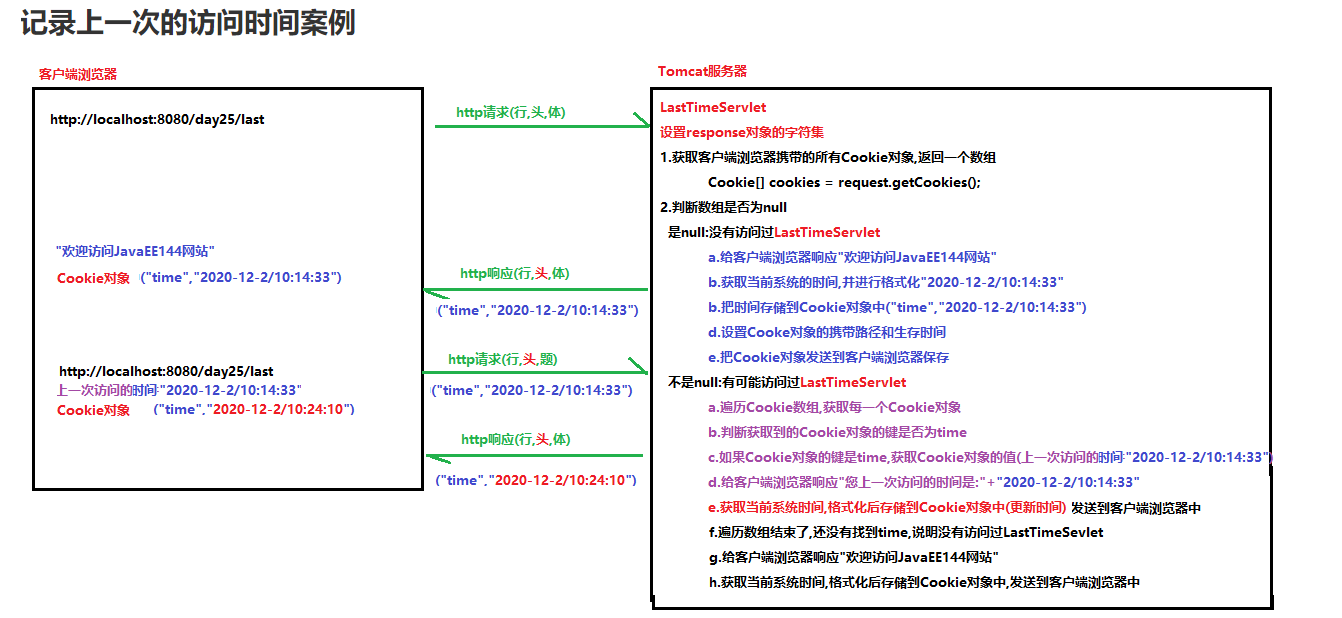 记录上一次的访问时间案例
客户端浏览器
http://localhost:8080/day25/last
"欢迎访问JavaEE144网站"
Cookie对象 ("time","2020-12-2/10:14:33")
http://localhost:8080/day25/last
上一次访问的时间:"2020-12-2/10:14:33"
Cookie对象 ("time","2020-12-2/10:24:10")
http请求(行,头,体)
http响应(行,头,体)
("time","2020-12-2/10:14:33")
http请求(行,头,题)
("time","2020-12-2/10:14:33")
http响应(行,头,体)
("time","2020-12-2/10:24:10")
Tomcat服务器
LastTimeServlet
设置response对象的字符集
1.获取客户端浏览器携带的所有Cookie对象,返回一个数组
Cookie[] cookies = request.getCookies();
2.判断数组是否为null
是null:没有访问过LastTimeServlet
a.给客户端浏览器响应"欢迎访问JavaEE144网站"
b.获取当前系统的时间,并进行格式化"2020-12-2/10:14:33"
b.把时间存储到Cookie对象中("time","2020-12-2/10:14:33")
d.设置Cooke对象的携带路径和生存时间
e.把Cookie对象发送到客户端浏览器保存
不是null:有可能访问过LastTimeServlet
a.遍历Cookie数组,获取每一个Cookie对象
b.判断获取到的Cookie对象的键是否为time
c.如果Cookie对象的键是time,获取Cookie对象的值(上一次访问的时间:"2020-12-2/10:14:33")
d.给客户端浏览器响应"您上一次访问的时间是:"+"2020-12-2/10:14:33"
e.获取当前系统时间,格式化后存储到Cookie对象中(更新时间) 发送到客户端浏览器中
f.遍历数组结束了,还没有找到time,说明没有访问过LastTimeSevlet
g.给客户端浏览器响应"欢迎访问JavaEE144网站"
h.获取当前系统时间,格式化后存储到Cookie对象中,发送到客户端浏览器中